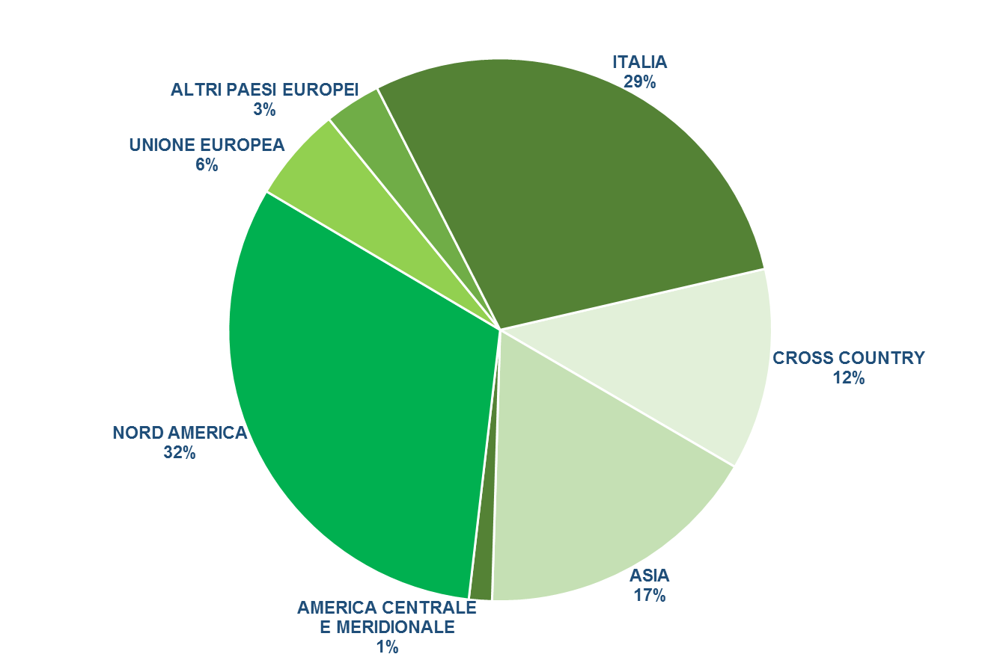 ITALIA
29%
ALTRI PAESI EUROPEI
3%
UNIONE EUROPEA
6%
CROSS COUNTRY
12%
NORD AMERICA
32%
ASIA
17%
AMERICA CENTRALE
E MERIDIONALE
1%